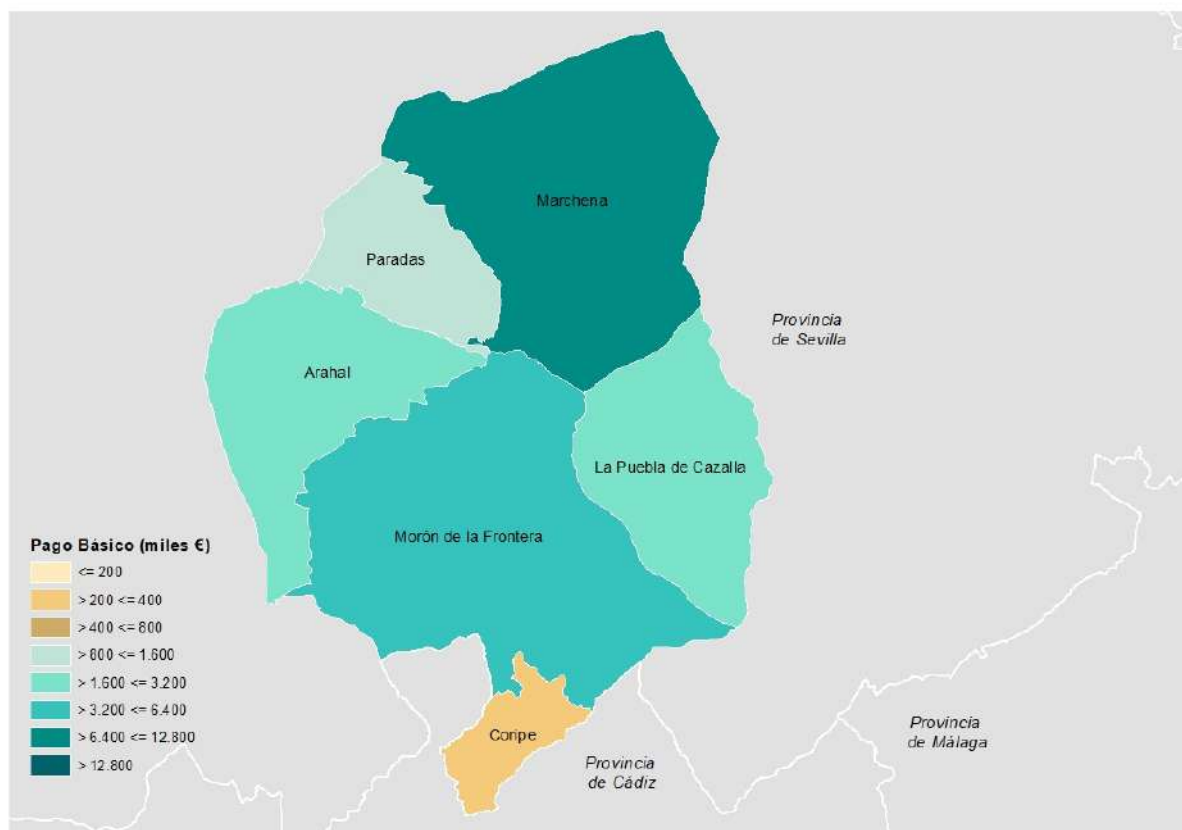 Marchena
Paradas
Provincia
de Sevilla
Arahal
La Puebla de Cazalla
Morón de la Frontera
Pago Básico (miles €)
<= 200
> 200 <= 400
> 400 <= 800
> 800 <= 1.600
> 1.600 <= 3.200
> 3.200 <= 6.400
> 6.400 <= 12.800
> 12.800
Coripe
Provincia
de Cádiz
Provincia
de Málaga